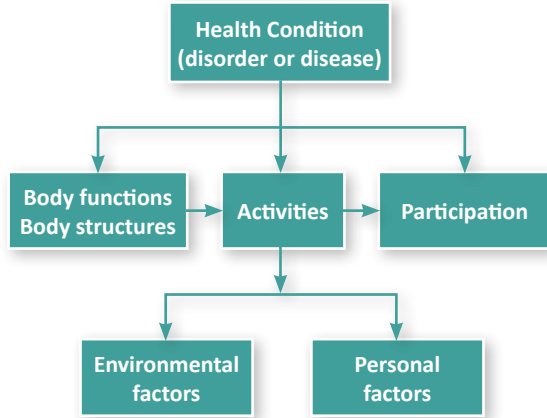 Health Condition
(disorder or disease)
Body functions
Body structures
Activities
Participation
Environmental
factors
Personal
factors